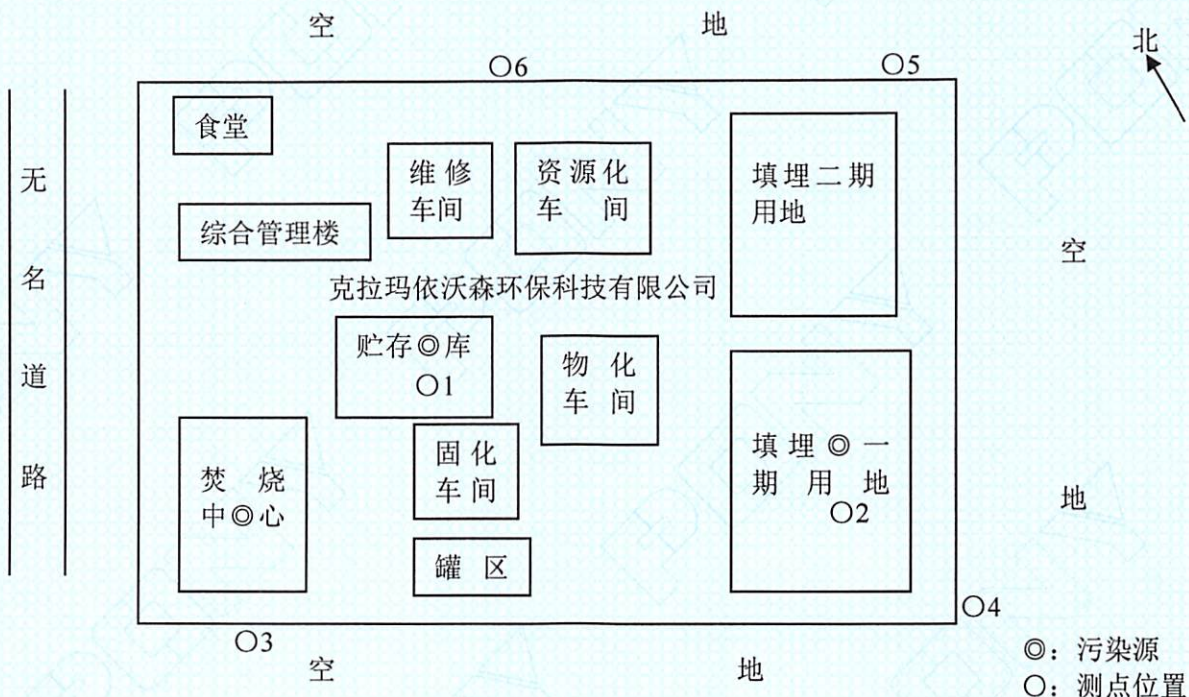 空 地
北
○6
○5
食堂
维 修
车间
资源化
车 间
填埋二期
用地
无
名
道
路
综合管理楼
空
克拉玛依沃森环保科技有限公司
贮存◎库
○1
物 化
车 间
填 埋 ◎ 一
期 用 地
○2
固 化
车 间
焚 烧
中◎心
地
罐 区
○3
○4
空 地
◎：污染源
○：测点位置